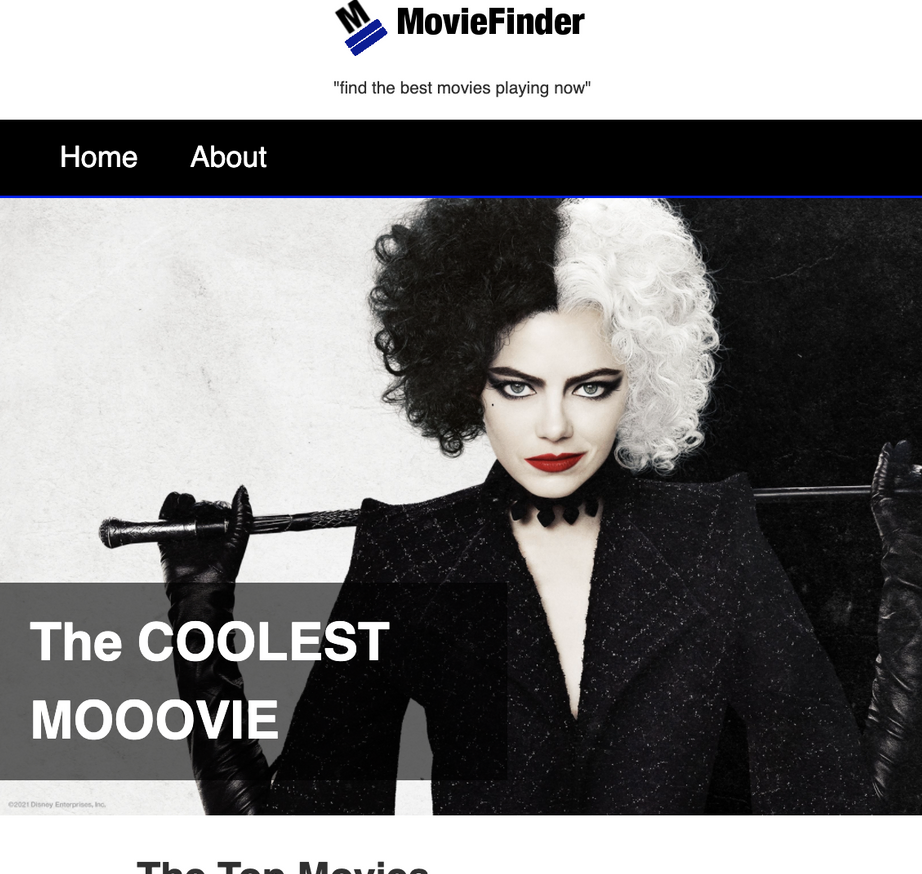 M
MovieFinder
"find the best movies playing now"
Home About
The COOLEST
MOOOVIE
©2021 Disney Enterprises, Inc.
The Top Movies